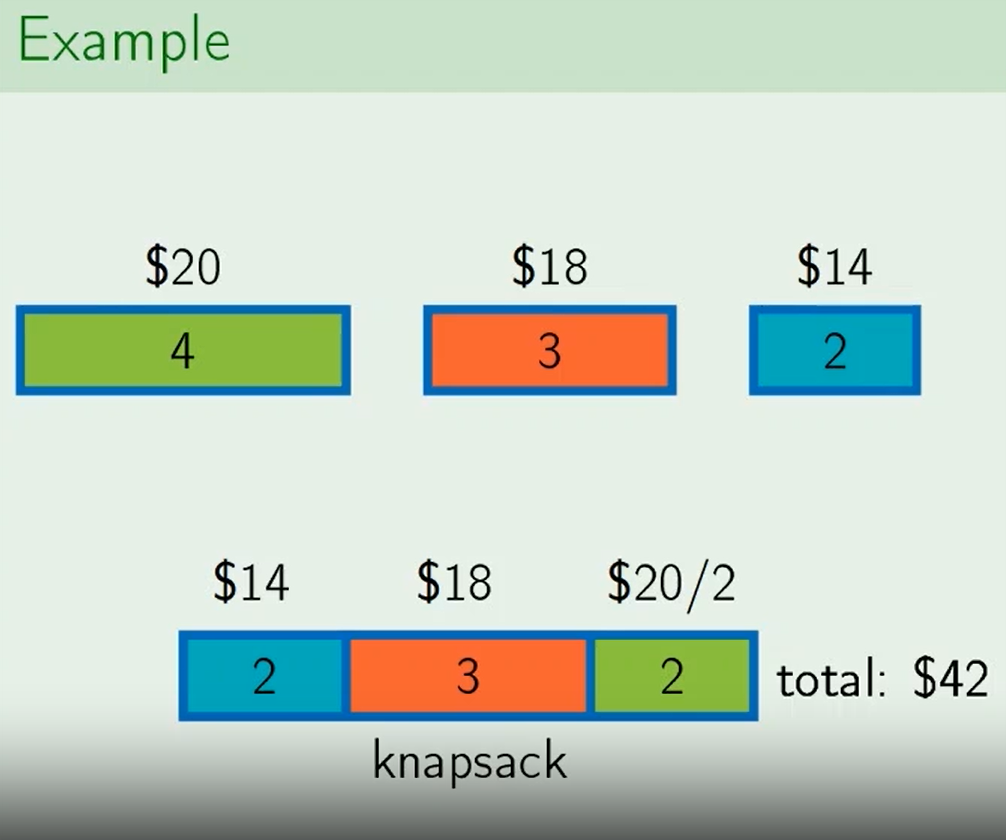 Example
$20 $18 $14
4 3 2
$14 $18 $20/2
2 3 2 total: $42
knapsack